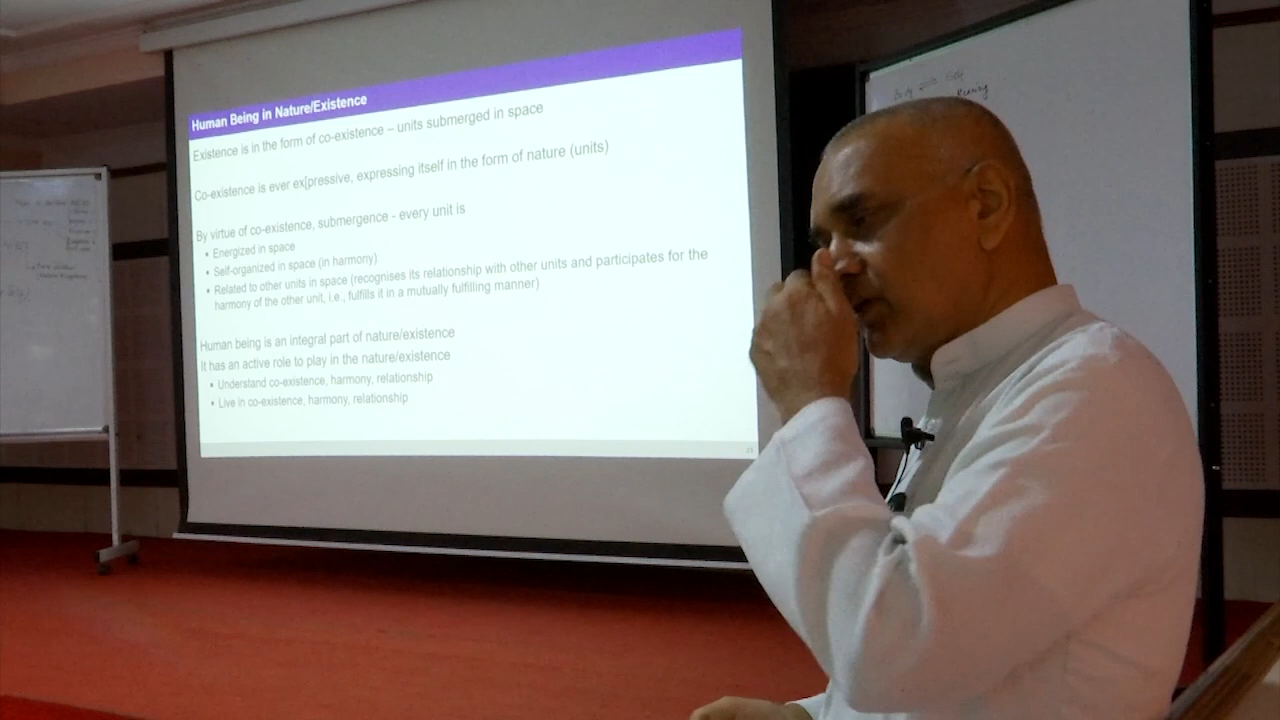 Human Being in Nature/Existence
Existence is in the form of co-existence – units submerged in space
Co-existence is ever ex[pressive, expressing itself in the form of nature (units)
By virtue of co-existence, submergence - every unit is
• Energized in space
• Self-organized in space (in harmony)
• Related to other units in space (recognises its relationship with other units and participates for the
harmony of the other unit, i.e., fulfills it in a mutually fulfilling manner)
Human being is an integral part of nature/existence
It has an active role to play in the nature/existence
• Understand co-existence, harmony, relationship
• Live in co-existence, harmony, relationship
Body ⇌ Self